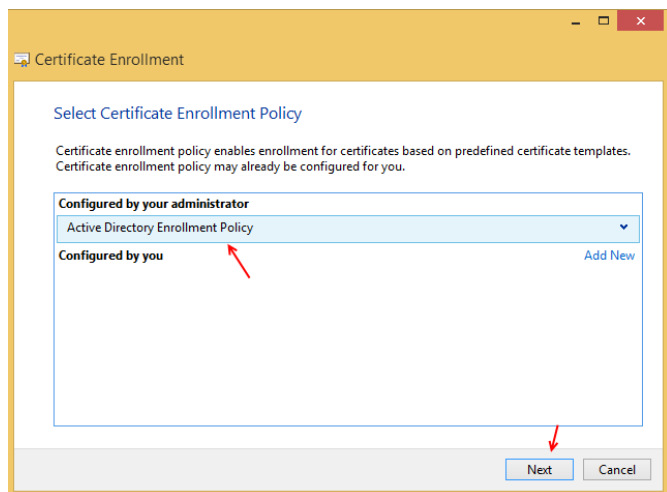 Certificate Enrollment
Select Certificate Enrollment Policy
Certificate enrollment policy enables enrollment for certificates based on predefined certificate templates.
Certificate enrollment policy may already be configured for you.
Configured by your administrator
Active Directory Enrollment Policy
Configured by you Add New
Next Cancel